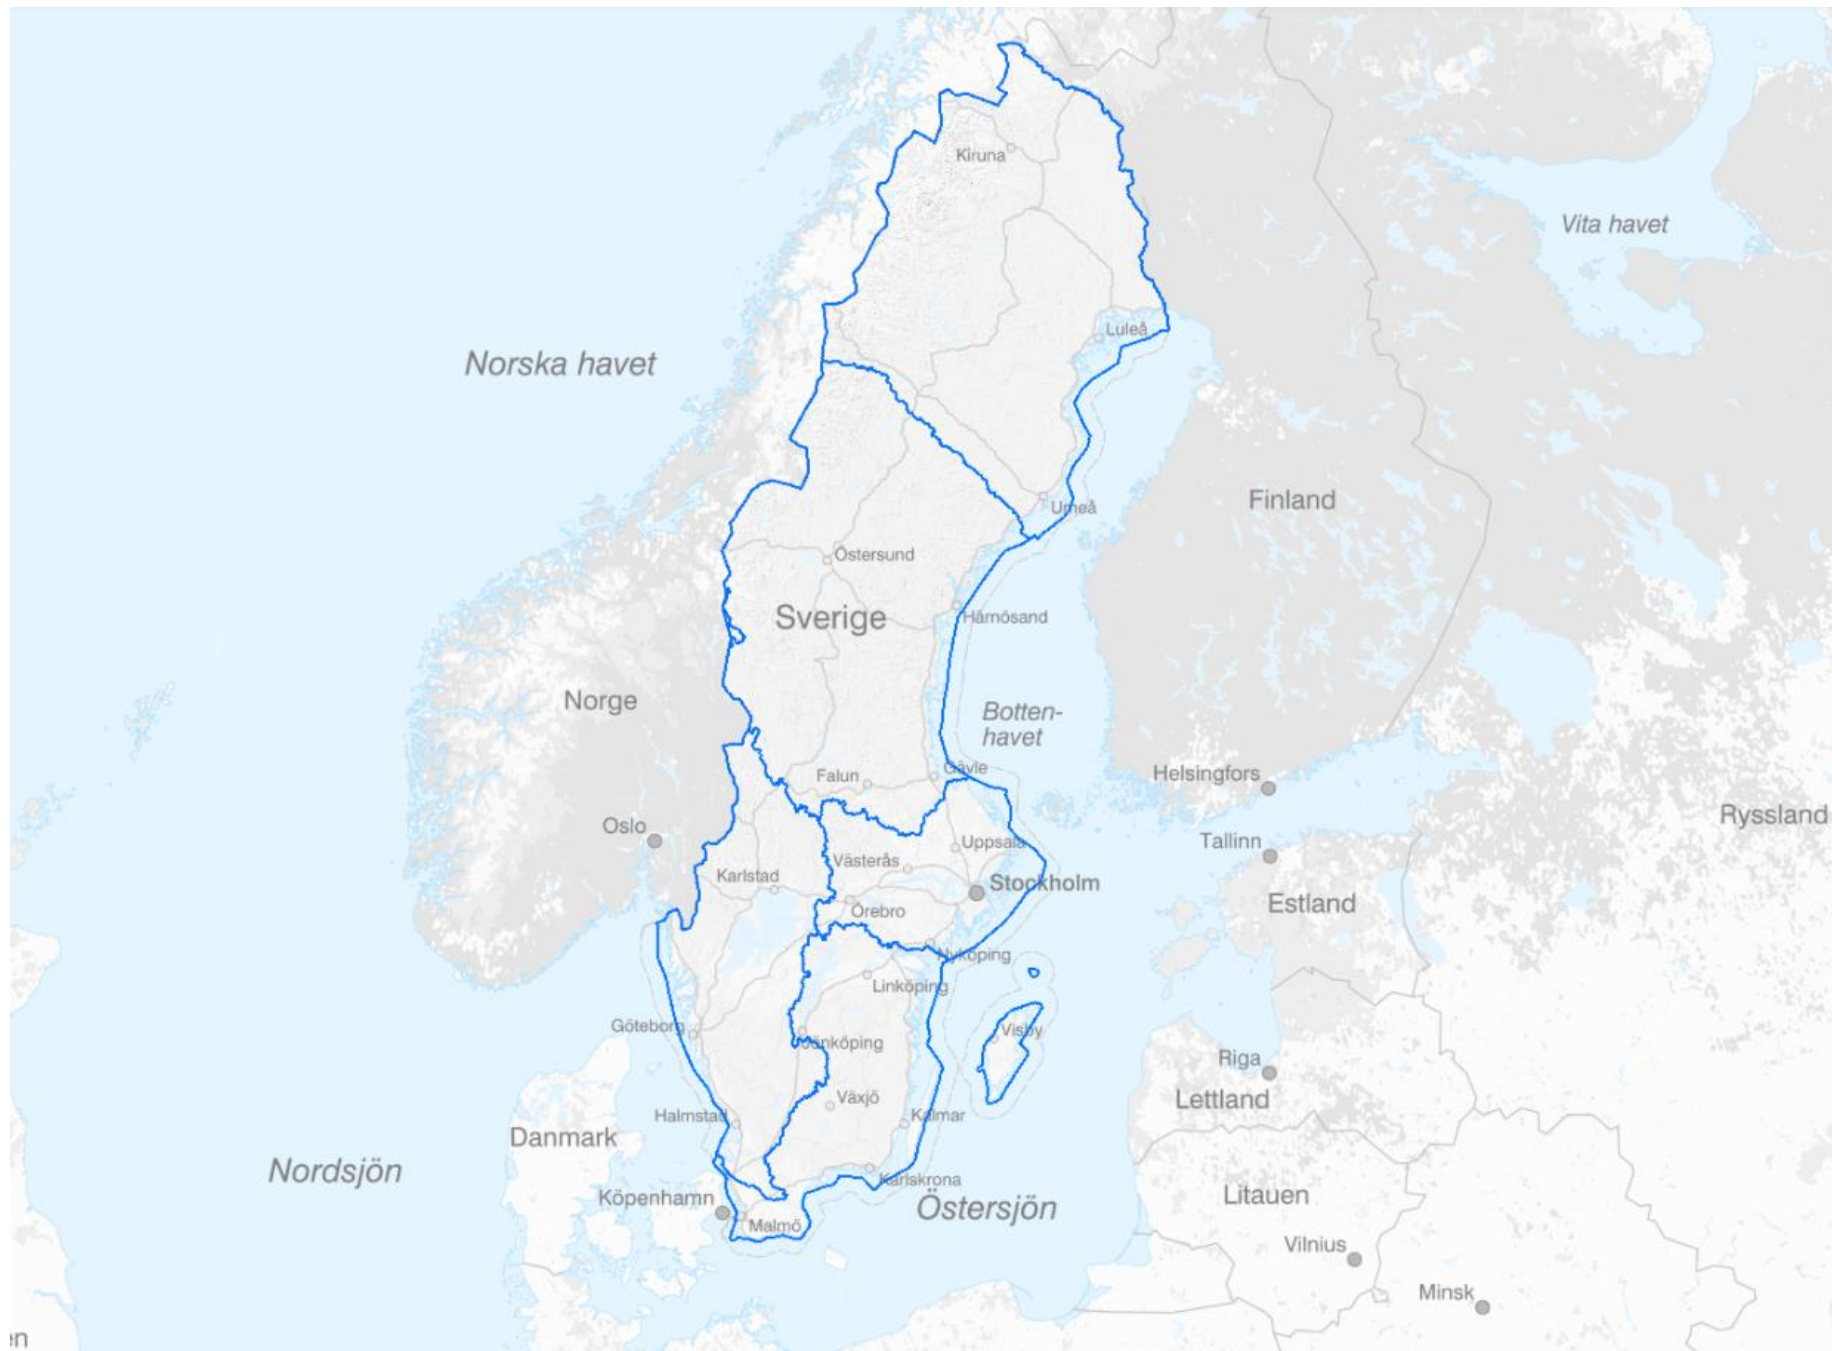 Kiruna
Vita havet
Luleå
Norska havet
Finland
Umeå
Östersund
Sverige
Härnösand
Norge
Botten-
havet
Falun
Gävle
Helsingfors
Ryssland
Oslo
Uppsala
Tallinn
Västerås
Karlstad
Stockholm
Örebro
Estland
Nyköping
Linköping
Göteborg
Visby
Jönköping
Riga
Växjö
Lettland
Halmstad
Kalmar
Danmark
Nordsjön
Karlskrona
Köpenhamn
Östersjön
Litauen
Malmö
Vilnius
Minsk
en